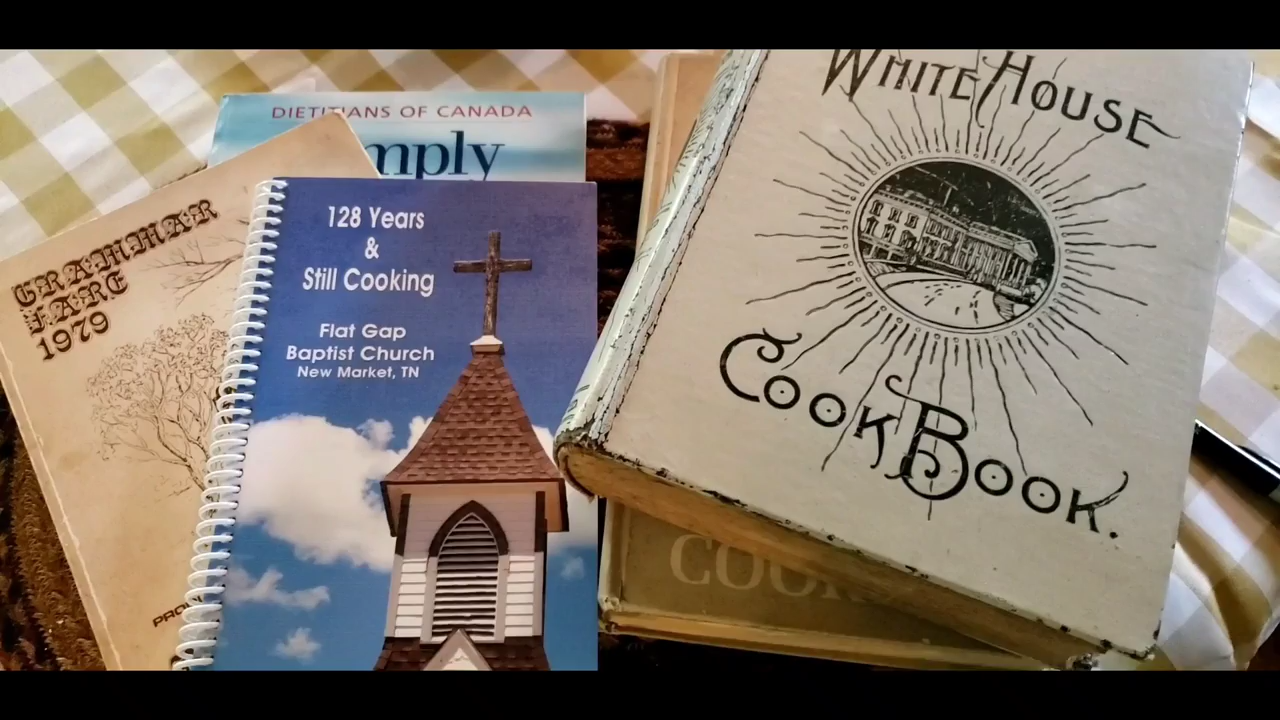 DIETITIANS OF CANADA
GRAMMAR
FARE
1979
128 Years
&
Still Cooking
Flat Gap
Baptist Church
New Market, TN
WHITE HOUSE
COOK BOOK.